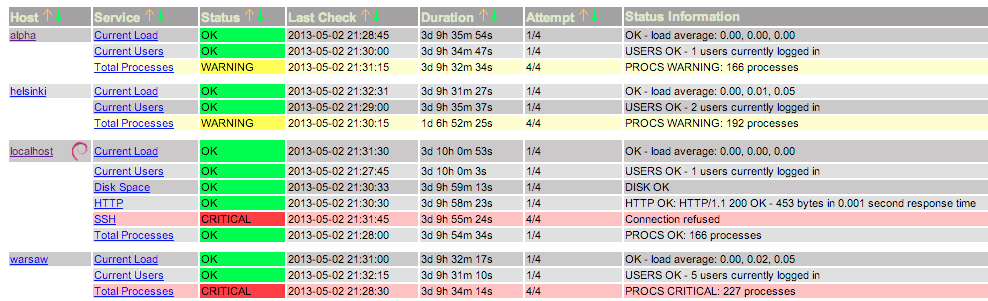 Host Service Status Last Check Duration Attempt Status Information
alpha Current Load OK 2013-05-02 21:28:45 3d 9h 35m 54s 1/4 OK - load average: 0.00, 0.00, 0.00
Current Users OK 2013-05-02 21:30:00 3d 9h 34m 47s 1/4 USERS OK - 1 users currently logged in
Total Processes WARNING 2013-05-02 21:31:15 3d 9h 32m 34s 4/4 PROCS WARNING: 166 processes
helsinki Current Load OK 2013-05-02 21:32:31 3d 9h 31m 27s 1/4 OK - load average: 0.00, 0.01, 0.05
Current Users OK 2013-05-02 21:29:00 3d 9h 35m 37s 1/4 USERS OK - 2 users currently logged in
Total Processes WARNING 2013-05-02 21:30:15 1d 6h 52m 25s 4/4 PROCS WARNING: 192 processes
localhost Current Load OK 2013-05-02 21:31:30 3d 10h 0m 53s 1/4 OK - load average: 0.00, 0.00, 0.00
Current Users OK 2013-05-02 21:27:45 3d 10h 0m 3s 1/4 USERS OK - 1 users currently logged in
Disk Space OK 2013-05-02 21:30:33 3d 9h 59m 13s 1/4 DISK OK
HTTP OK 2013-05-02 21:30:30 3d 9h 58m 23s 1/4 HTTP OK: HTTP/1.1 200 OK - 453 bytes in 0.001 second response time
SSH CRITICAL 2013-05-02 21:31:45 3d 9h 55m 24s 4/4 Connection refused
Total Processes OK 2013-05-02 21:28:00 3d 9h 54m 34s 1/4 PROCS OK: 166 processes
warsaw Current Load OK 2013-05-02 21:31:00 3d 9h 32m 17s 1/4 OK - load average: 0.00, 0.02, 0.05
Current Users OK 2013-05-02 21:32:15 3d 9h 31m 10s 1/4 USERS OK - 5 users currently logged in
Total Processes CRITICAL 2013-05-02 21:28:30 3d 9h 34m 14s 4/4 PROCS CRITICAL: 227 processes